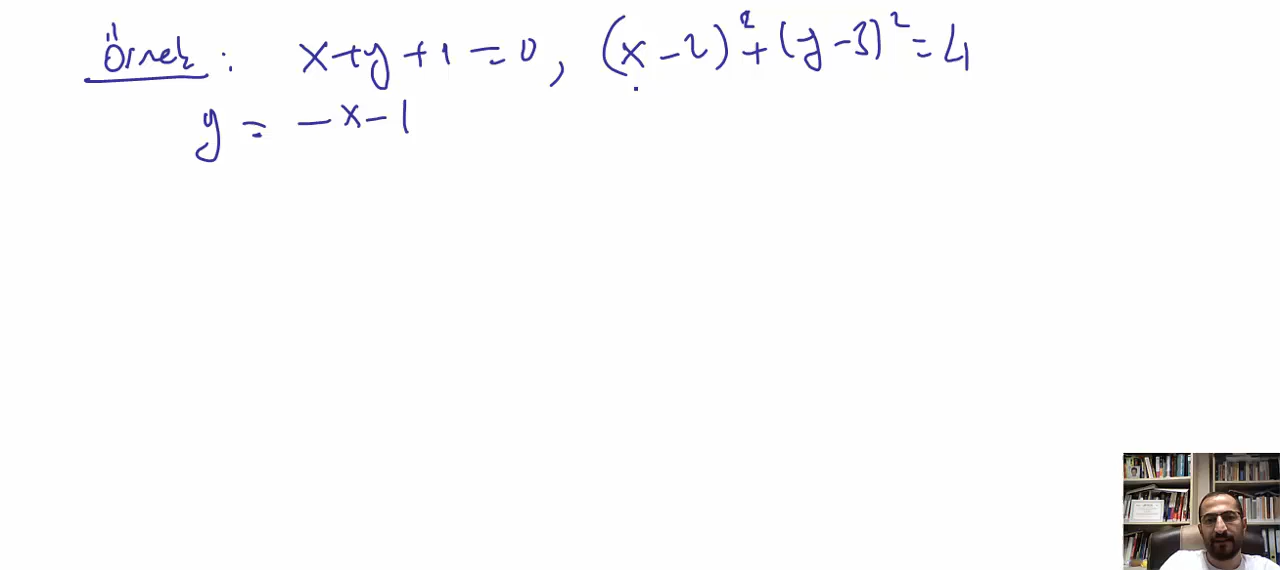 Örnek : x+y+1=0, (x-2)²+(y-3)²=4
y = -x-1